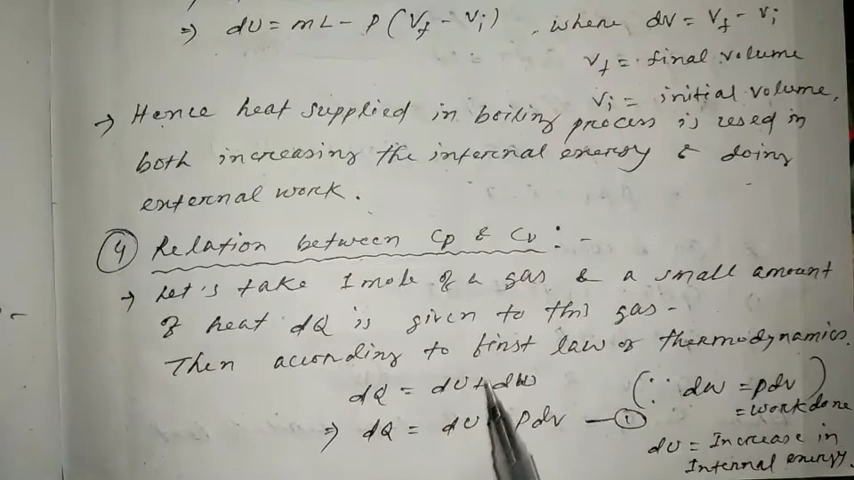 => dU = mL - P (Vf - Vi) , where dV = Vf - Vi
Vf = final volume
Vi = initial volume,
→ Hence heat supplied in boiling process is used in
both increasing the internal energy & doing
external work.
④ Relation between Cp & Cv :-
→ Let's take 1 mole of a gas & a small amount
of heat dQ is given to this gas -
Then according to first law of thermodynamics.
dQ = dU + dW (∵ dW = PdV
= workdone)
=> dQ = dU PdV —①
dU = Increase in
Internal energy.